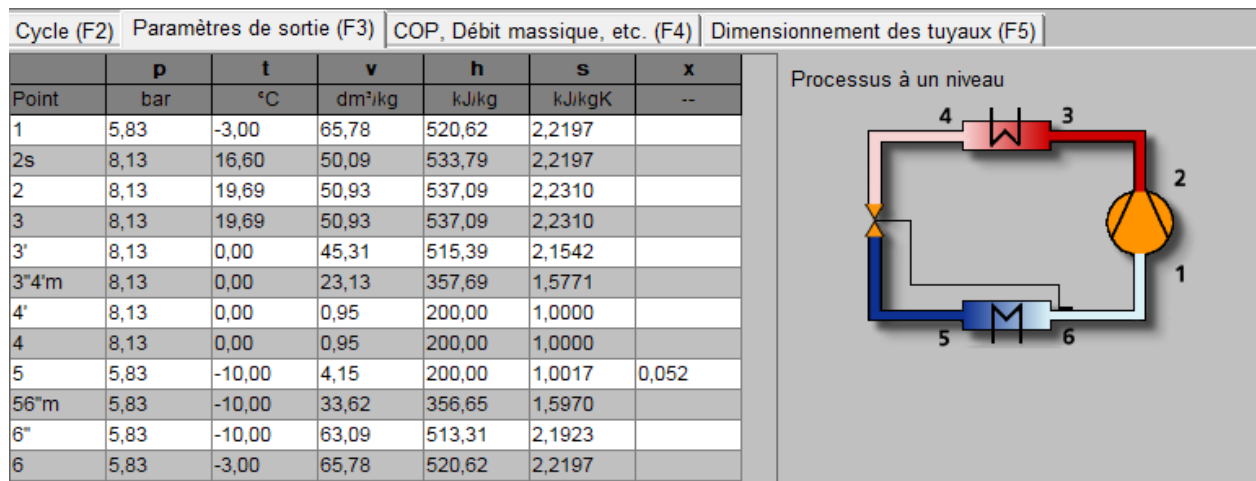 Cycle (F2) Paramètres de sortie (F3) COP, Débit massique, etc. (F4) Dimensionnement des tuyaux (F5)
p t v h s x
Point bar °C dm³/kg kJ/kg kJ/kgK --
1 5,83 -3,00 65,78 520,62 2,2197
2s 8,13 16,60 50,09 533,79 2,2197
2 8,13 19,69 50,93 537,09 2,2310
3 8,13 19,69 50,93 537,09 2,2310
3' 8,13 0,00 45,31 515,39 2,1542
3"4'm 8,13 0,00 23,13 357,69 1,5771
4' 8,13 0,00 0,95 200,00 1,0000
4 8,13 0,00 0,95 200,00 1,0000
5 5,83 -10,00 4,15 200,00 1,0017 0,052
56"m 5,83 -10,00 33,62 356,65 1,5970
6" 5,83 -10,00 63,09 513,31 2,1923
6 5,83 -3,00 65,78 520,62 2,2197
Processus à un niveau
4 3
2
1
5 6